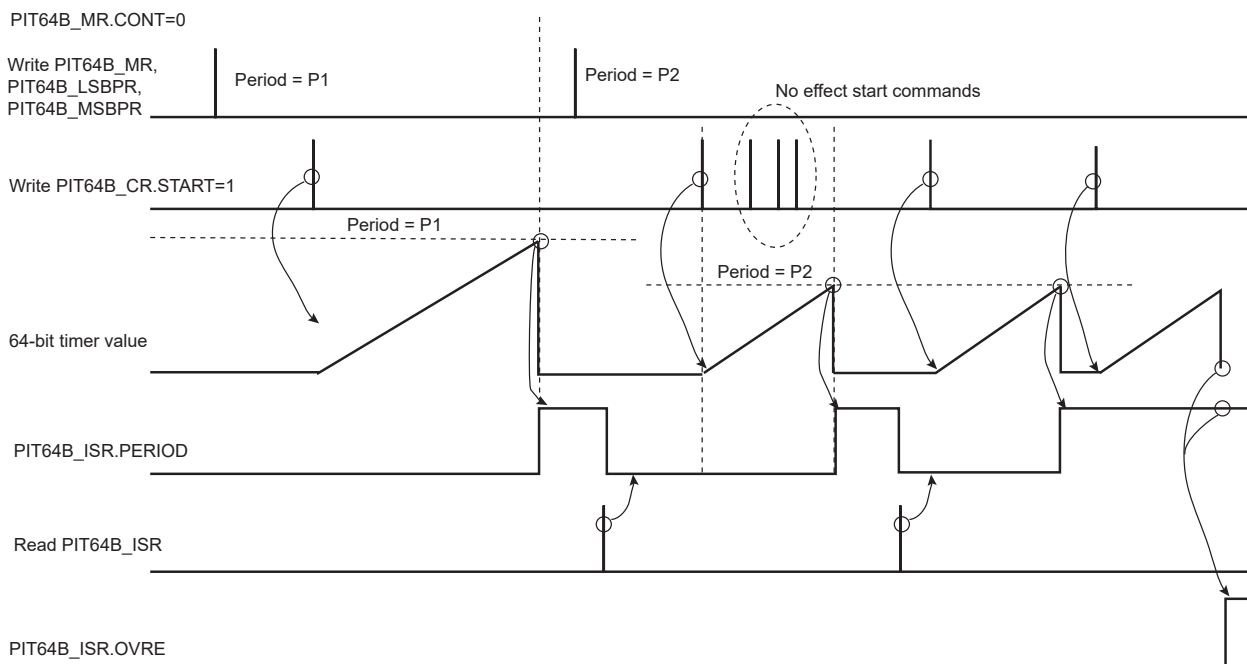 PIT64B_MR.CONT=0
Write PIT64B_MR,
PIT64B_LSBPR,
PIT64B_MSBPR
Period = P1
Period = P2
No effect start commands
Write PIT64B_CR.START=1
Period = P1
Period = P2
64-bit timer value
PIT64B_ISR.PERIOD
Read PIT64B_ISR
PIT64B_ISR.OVRE